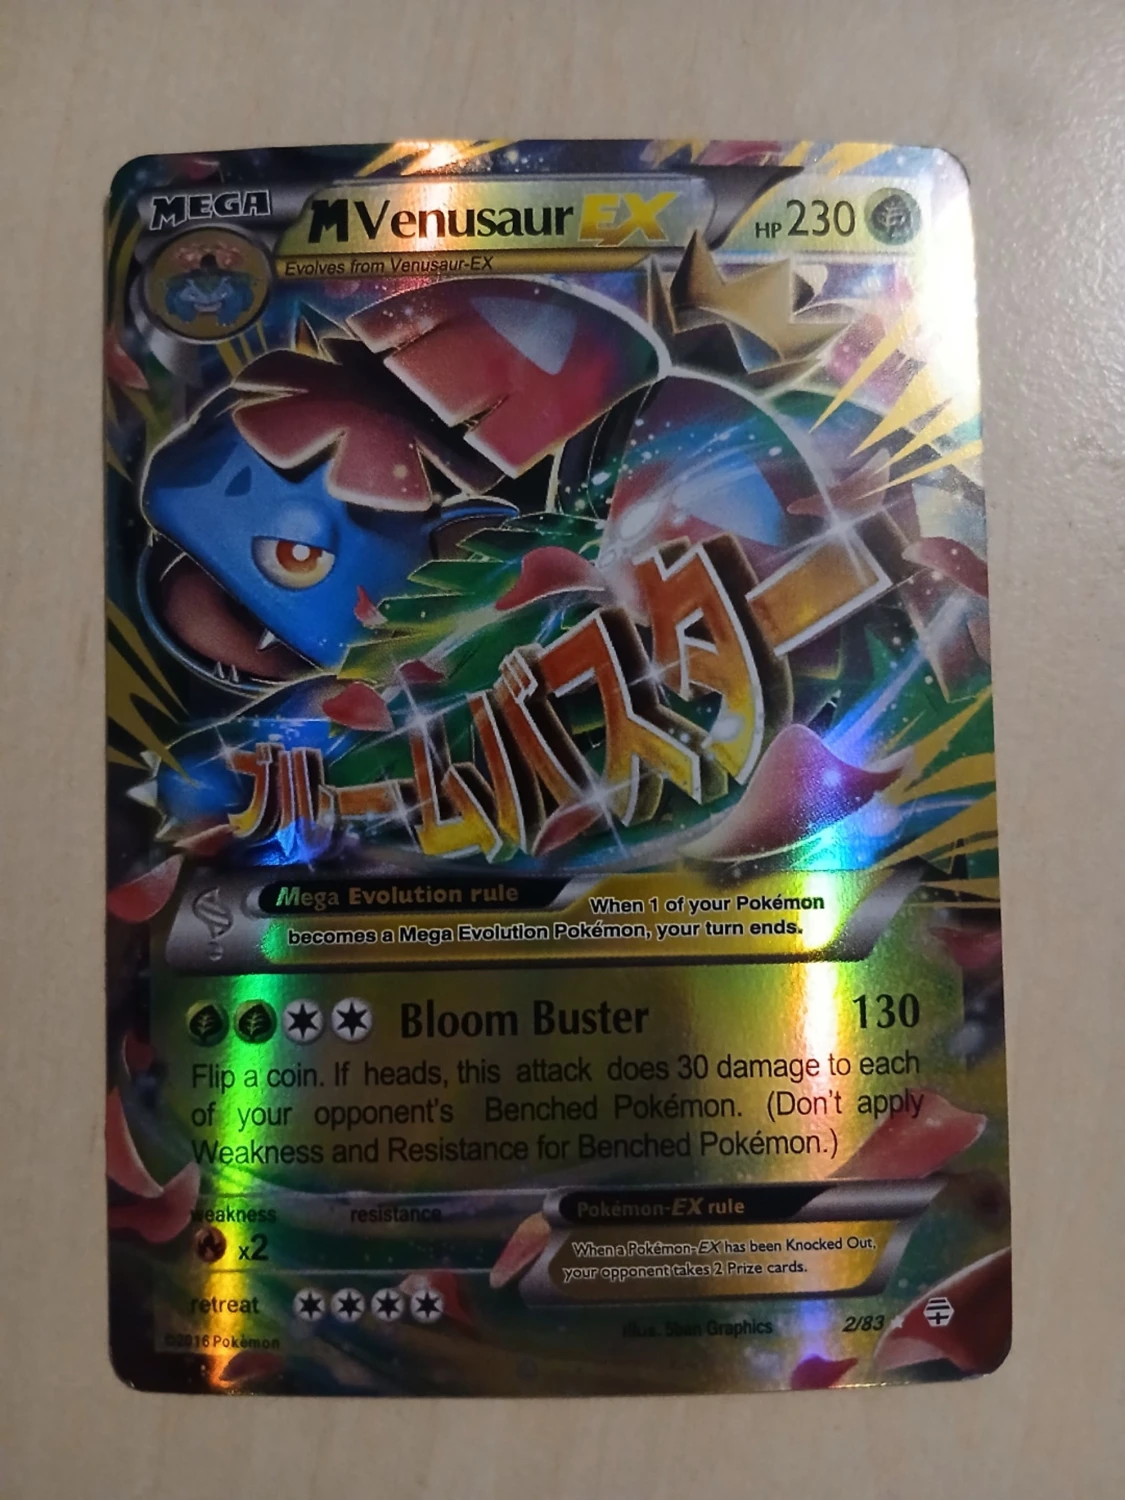 MEGA
M Venusaur EX
HP 230
Evolves from Venusaur-EX
ブルームバスター
Mega Evolution rule
When 1 of your Pokémon
becomes a Mega Evolution Pokémon, your turn ends.
Bloom Buster 130
Flip a coin. If heads, this attack does 30 damage to each
of your opponent's Benched Pokémon. (Don't apply
Weakness and Resistance for Benched Pokémon.)
weakness resistance
x2
Pokémon-EX rule
When a Pokémon-EX has been Knocked Out,
your opponent takes 2 Prize cards.
retreat
illus. 5ban Graphics
2/83
©2016 Pokémon